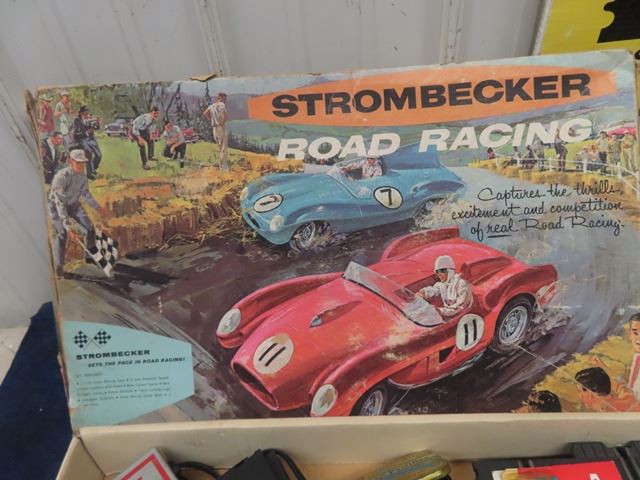 STROMBECKER
ROAD RACING
7
7
Captures the thrills,
excitement and competition
of real Road Racing.
11
11
STROMBECKER
SETS THE PACE IN ROAD RACING!